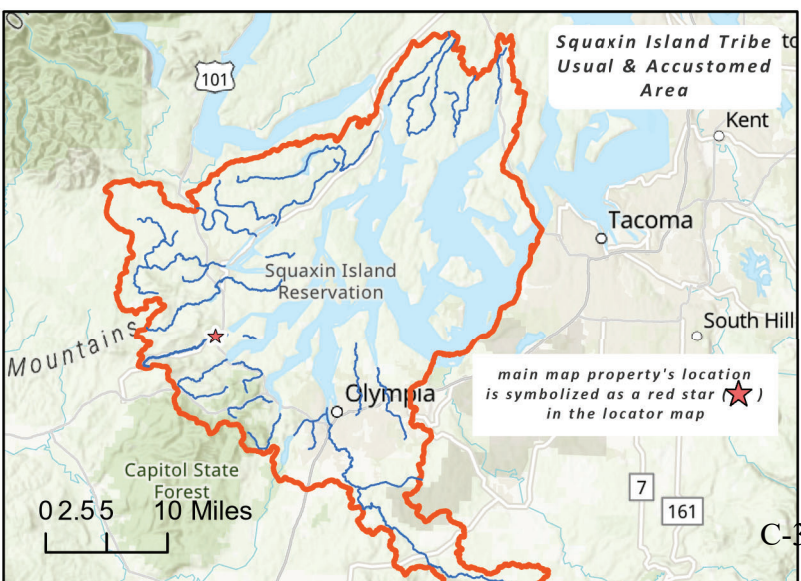 Squaxin Island Tribe
Usual & Accustomed
Area
101
Kent
Tacoma
Squaxin Island
Reservation
Mountains
South Hill
main map property's location
is symbolized as a red star ( )
in the locator map
Olympia
Capitol State
Forest
7
161
0 2.5 5 10 Miles